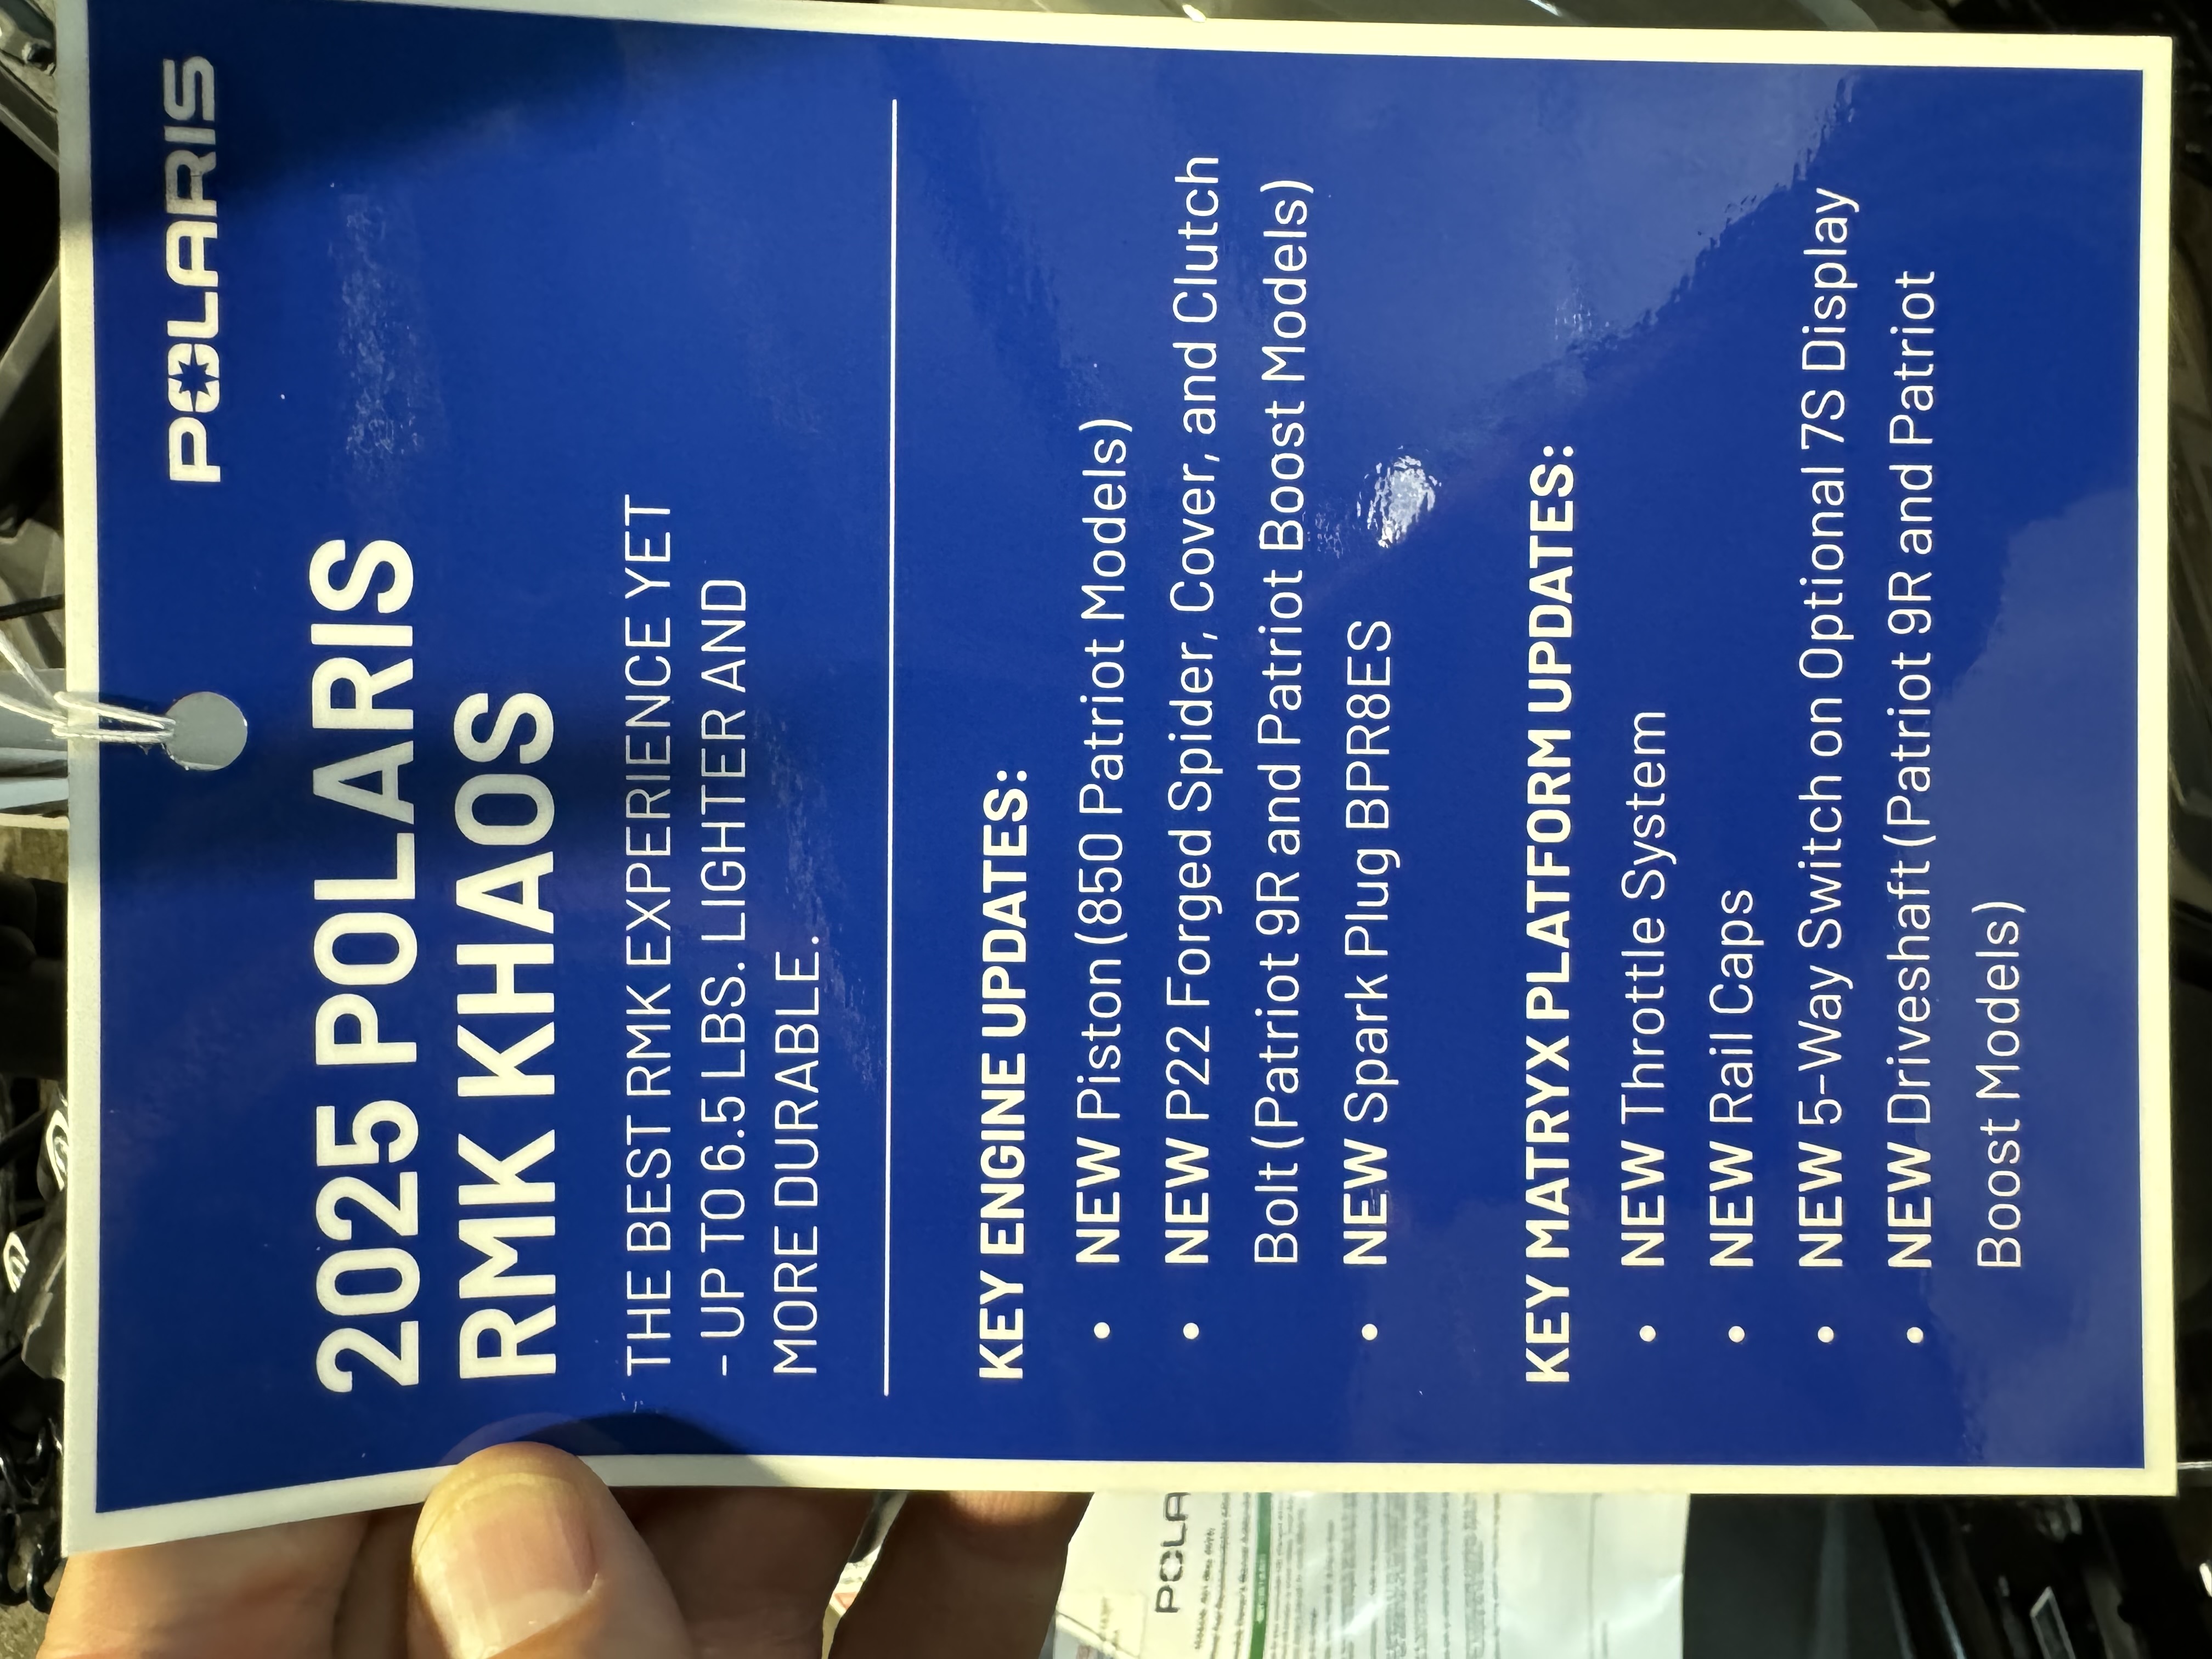 POLARIS
2025 POLARIS
RMK KHAOS
THE BEST RMK EXPERIENCE YET
- UP TO 6.5 LBS. LIGHTER AND
MORE DURABLE.
KEY ENGINE UPDATES:
• NEW Piston (850 Patriot Models)
• NEW P22 Forged Spider, Cover, and Clutch
Bolt (Patriot 9R and Patriot Boost Models)
• NEW Spark Plug BPR8ES
KEY MATRYX PLATFORM UPDATES:
• NEW Throttle System
• NEW Rail Caps
• NEW 5-Way Switch on Optional 7S Display
• NEW Driveshaft (Patriot 9R and Patriot
Boost Models)
POLA